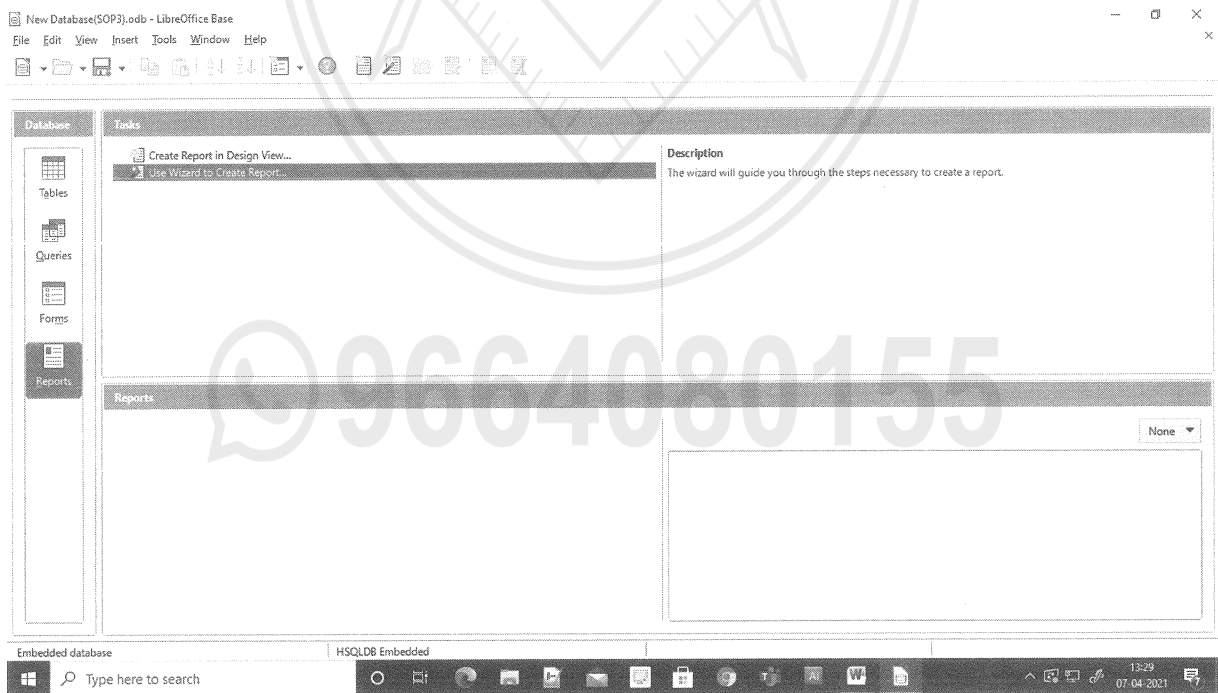 New Database(SOP3).odb - LibreOffice Base
File Edit View Insert Tools Window Help
Database
Tasks
Create Report in Design View...
Use Wizard to Create Report...
Description
The wizard will guide you through the steps necessary to create a report.
Tables
Queries
Forms
Reports
Reports
None
9664080155
Embedded database
HSQLDB Embedded
Type here to search
13:29
07-04-2021